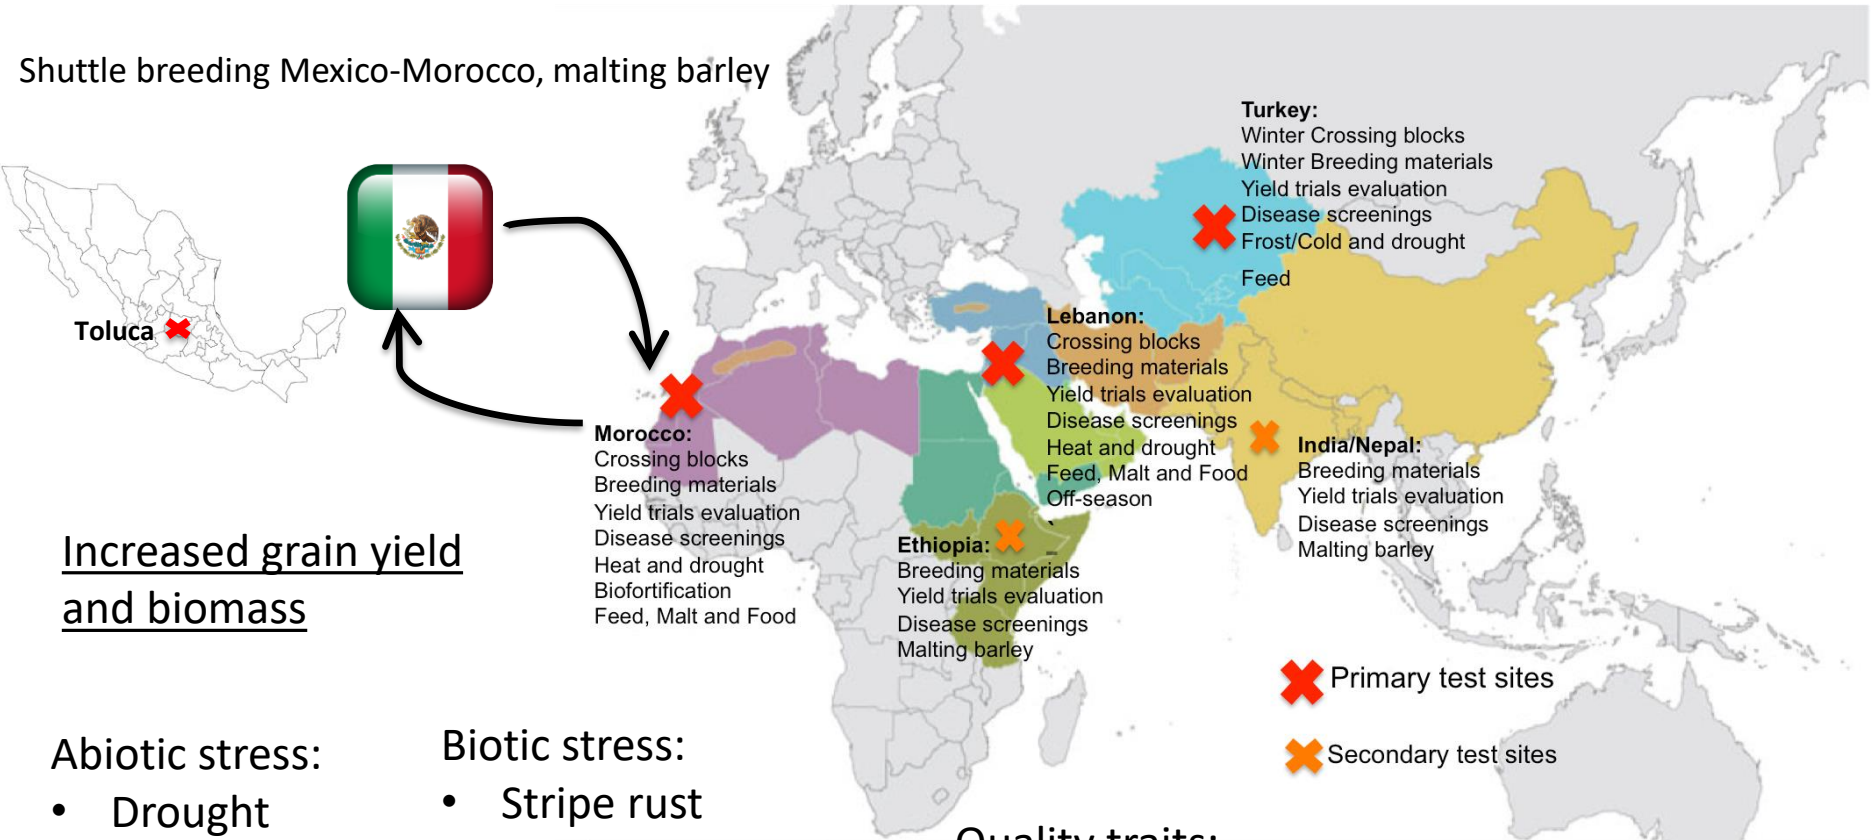 Shuttle breeding Mexico-Morocco, malting barley
Toluca
Turkey:
Winter Crossing blocks
Winter Breeding materials
Yield trials evaluation
Disease screenings
Frost/Cold and drought
Feed
Lebanon:
Crossing blocks
Breeding materials
Yield trials evaluation
Disease screenings
Heat and drought
Feed, Malt and Food
Off-season
Morocco:
Crossing blocks
Breeding materials
Yield trials evaluation
Disease screenings
Heat and drought
Biofortification
Feed, Malt and Food
India/Nepal:
Breeding materials
Yield trials evaluation
Disease screenings
Malting barley
Ethiopia:
Breeding materials
Yield trials evaluation
Disease screenings
Malting barley
Increased grain yield
and biomass
Primary test sites
Secondary test sites
Abiotic stress:
• Drought
Biotic stress:
• Stripe rust
Quality traits: